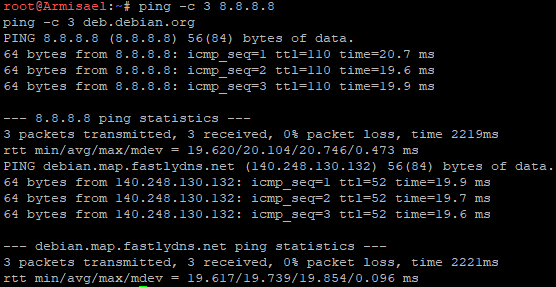 root@Armisael:~# ping -c 3 8.8.8.8
ping -c 3 deb.debian.org
PING 8.8.8.8 (8.8.8.8) 56(84) bytes of data.
64 bytes from 8.8.8.8: icmp_seq=1 ttl=110 time=20.7 ms
64 bytes from 8.8.8.8: icmp_seq=2 ttl=110 time=19.6 ms
64 bytes from 8.8.8.8: icmp_seq=3 ttl=110 time=19.9 ms

--- 8.8.8.8 ping statistics ---
3 packets transmitted, 3 received, 0% packet loss, time 2219ms
rtt min/avg/max/mdev = 19.620/20.104/20.746/0.473 ms
PING debian.map.fastlydns.net (140.248.130.132) 56(84) bytes of data.
64 bytes from 140.248.130.132: icmp_seq=1 ttl=52 time=19.9 ms
64 bytes from 140.248.130.132: icmp_seq=2 ttl=52 time=19.7 ms
64 bytes from 140.248.130.132: icmp_seq=3 ttl=52 time=19.6 ms

--- debian.map.fastlydns.net ping statistics ---
3 packets transmitted, 3 received, 0% packet loss, time 2221ms
rtt min/avg/max/mdev = 19.617/19.739/19.854/0.096 ms